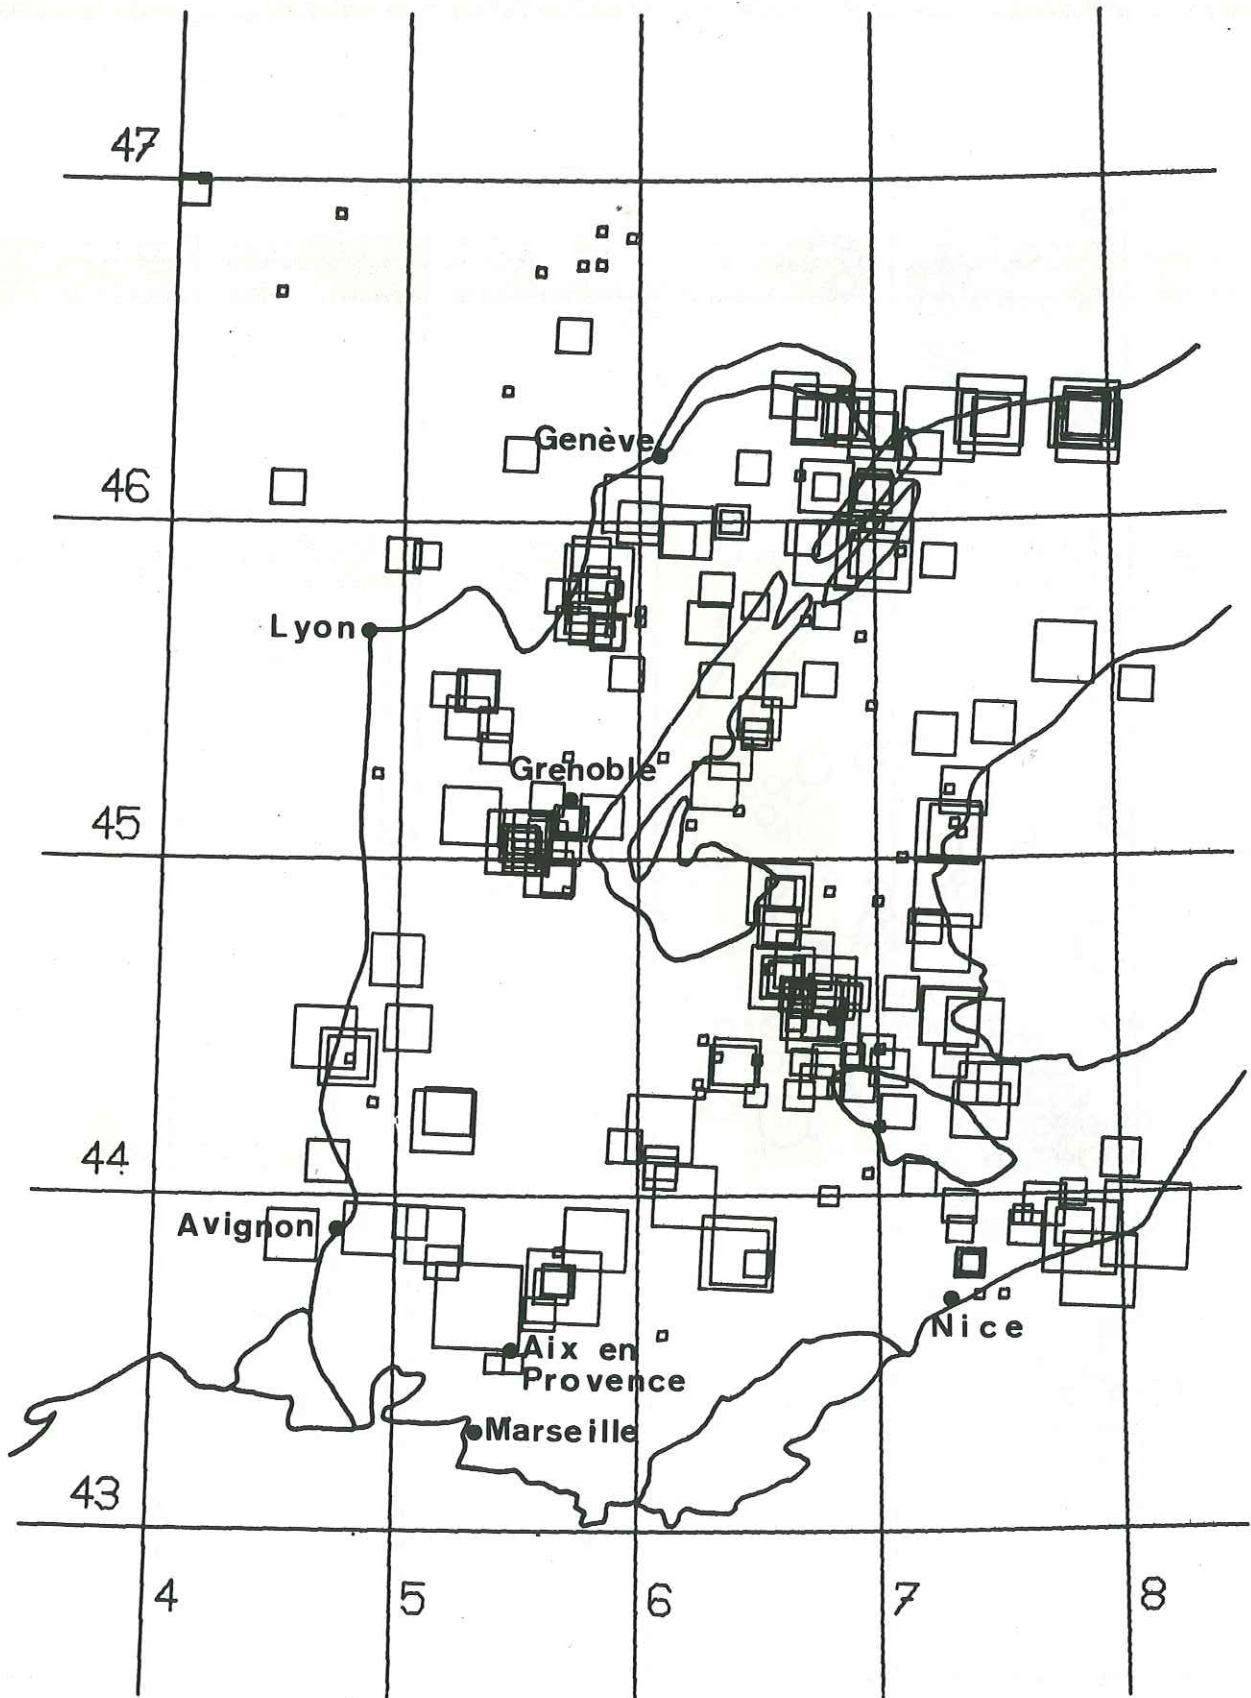 47
Genève
46
Lyon
Grenoble
45
44
Avignon
Nice
Aix en
Provence
Marseille
43
4 5 6 7 8